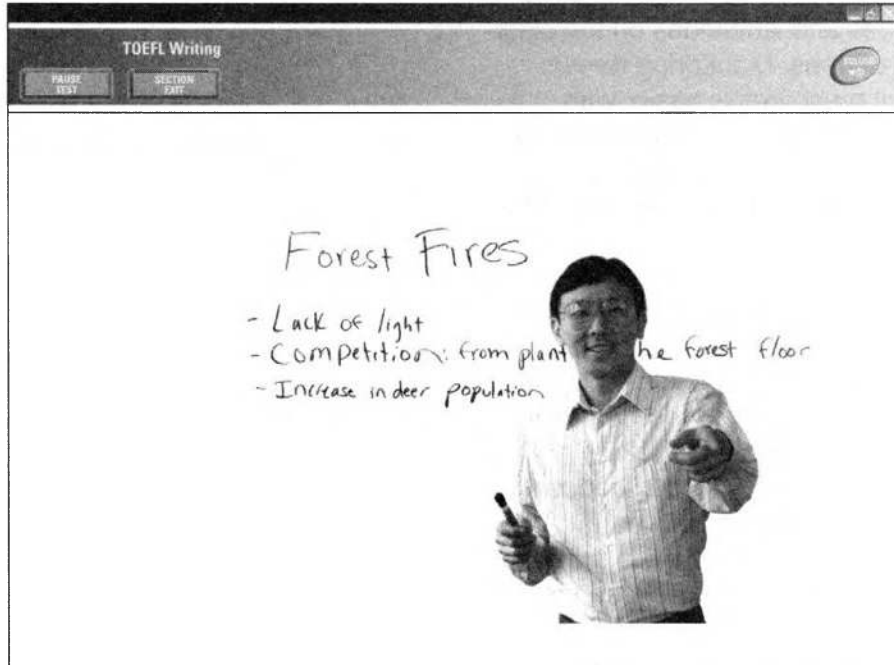 TOEFL Writing
PAUSE TEST
SECTION EXIT
VOLUME
Forest Fires
- Lack of light
- Competition: from plant he forest floor
- Increase in deer population